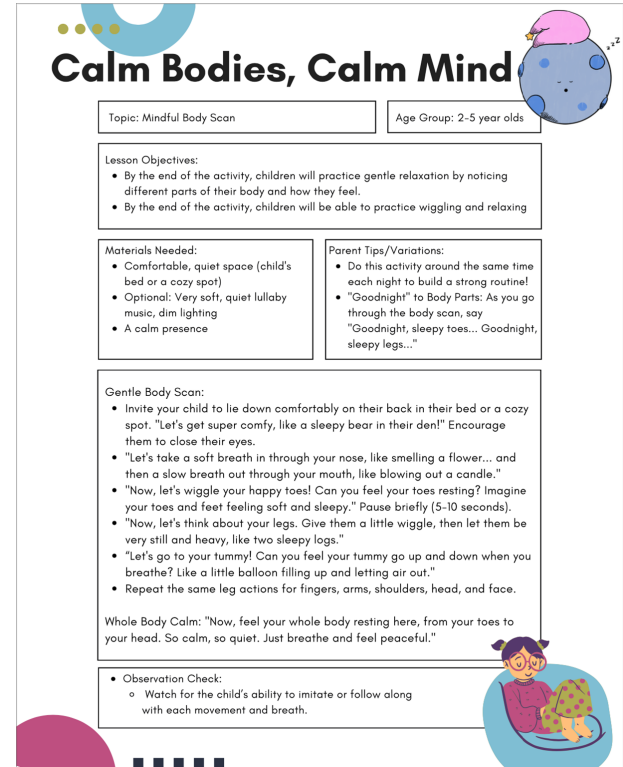 zzZ
Calm Bodies, Calm Mind
Topic: Mindful Body Scan
Age Group: 2-5 year olds
Lesson Objectives:
• By the end of the activity, children will practice gentle relaxation by noticing
different parts of their body and how they feel.
• By the end of the activity, children will be able to practice wiggling and relaxing
Materials Needed:
• Comfortable, quiet space (child's
bed or a cozy spot)
• Optional: Very soft, quiet lullaby
music, dim lighting
• A calm presence
Parent Tips/Variations:
• Do this activity around the same time
each night to build a strong routine!
• "Goodnight" to Body Parts: As you go
through the body scan, say
"Goodnight, sleepy toes... Goodnight,
sleepy legs..."
Gentle Body Scan:
• Invite your child to lie down comfortably on their back in their bed or a cozy
spot. "Let's get super comfy, like a sleepy bear in their den!" Encourage
them to close their eyes.
• "Let's take a soft breath in through your nose, like smelling a flower... and
then a slow breath out through your mouth, like blowing out a candle."
• "Now, let's wiggle your happy toes! Can you feel your toes resting? Imagine
your toes and feet feeling soft and sleepy." Pause briefly (5-10 seconds).
• "Now, let's think about your legs. Give them a little wiggle, then let them be
very still and heavy, like two sleepy logs."
• “Let's go to your tummy! Can you feel your tummy go up and down when you
breathe? Like a little balloon filling up and letting air out."
• Repeat the same leg actions for fingers, arms, shoulders, head, and face.
Whole Body Calm: "Now, feel your whole body resting here, from your toes to
your head. So calm, so quiet. Just breathe and feel peaceful."
• Observation Check:
◦ Watch for the child's ability to imitate or follow along
with each movement and breath.